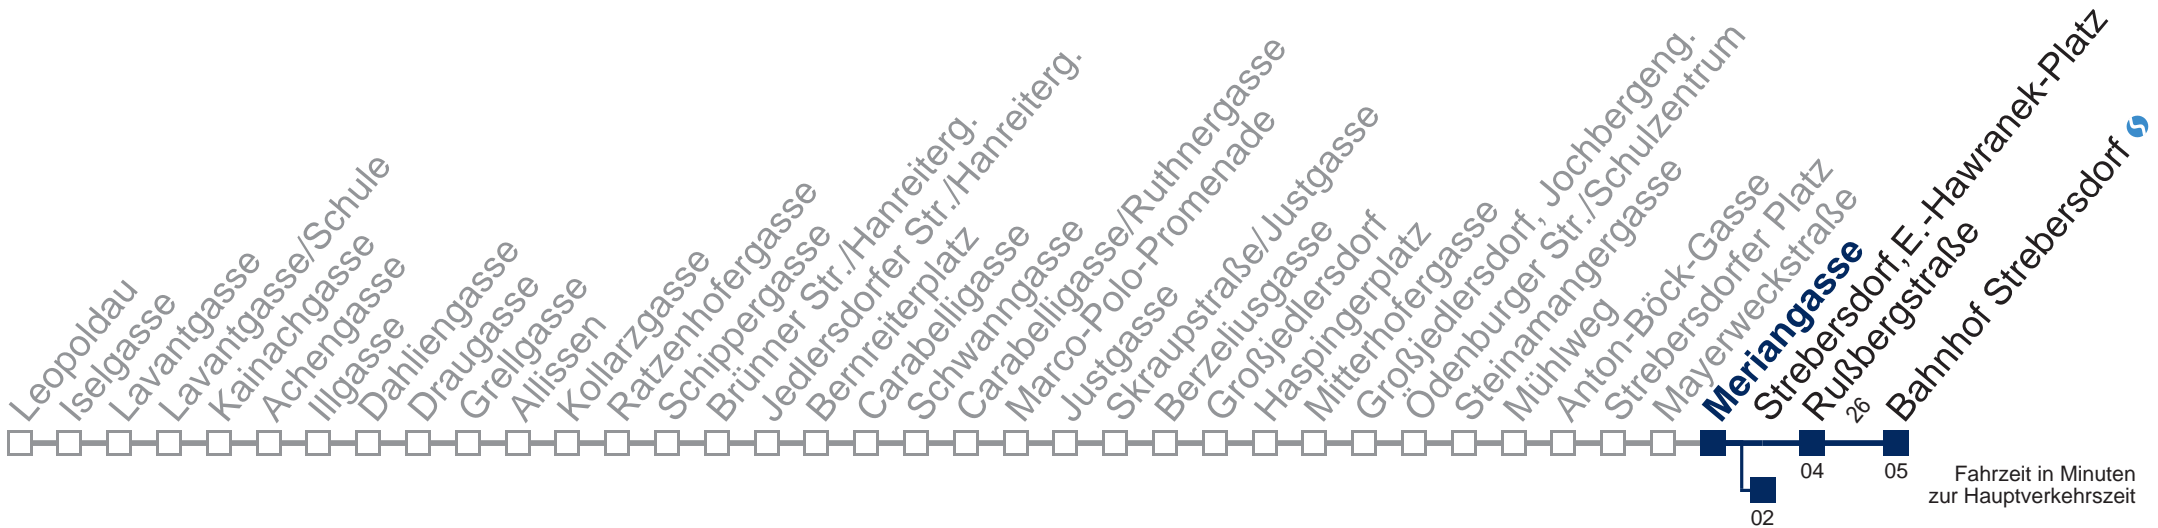 Leopoldau
Iselgasse
Lavantgasse
Lavantgasse/Schule
Kainachgasse
Achengasse
Illgasse
Dahliengasse
Draugasse
Grellgasse
Allissen
Kollarzgasse
Ratzenhofergasse
Schippergasse
Brünner Str./Hanreiterg.
Jedlersdorfer Str./Hanreiterg.
Bernreiterplatz
Carabelligasse
Schwanngasse
Carabelligasse/Ruthnergasse
Marco-Polo-Promenade
Justgasse
Skraupstraße/Justgasse
Berzeliusgasse
Großjedlersdorf
Haspingerplatz
Mitterhofergasse
Großjedlersdorf, Jochbergeng.
Ödenburger Str./Schulzentrum
Steinamangergasse
Mühlweg
Anton-Böck-Gasse
Strebersdorfer Platz
Mayerweckstraße
Meriangasse
Strebersdorf,E.-Hawranek-Platz
Rußbergstraße
26
Bahnhof Strebersdorf
04
05
02
Fahrzeit in Minuten
zur Hauptverkehrszeit